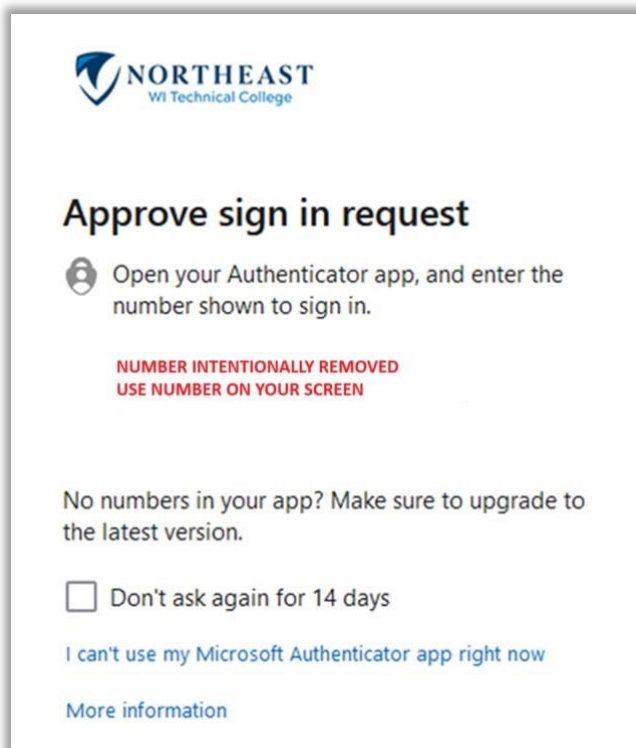 NORTHEAST
WI Technical College
Approve sign in request
Open your Authenticator app, and enter the
number shown to sign in.
NUMBER INTENTIONALLY REMOVED
USE NUMBER ON YOUR SCREEN
No numbers in your app? Make sure to upgrade to
the latest version.
Don't ask again for 14 days
I can't use my Microsoft Authenticator app right now
More information